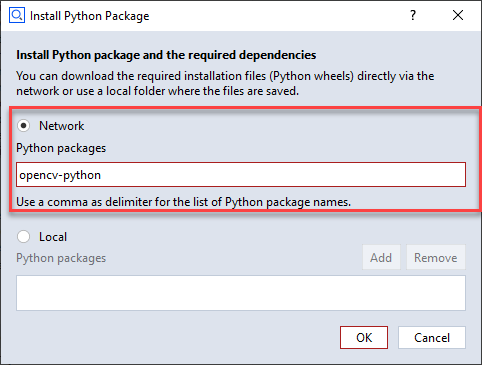 Install Python Package
?
Install Python package and the required dependencies
You can download the required installation files (Python wheels) directly via the
network or use a local folder where the files are saved.
Network
Python packages
opencv-python
Use a comma as delimiter for the list of Python package names.
Local
Python packages
Add
Remove
OK
Cancel